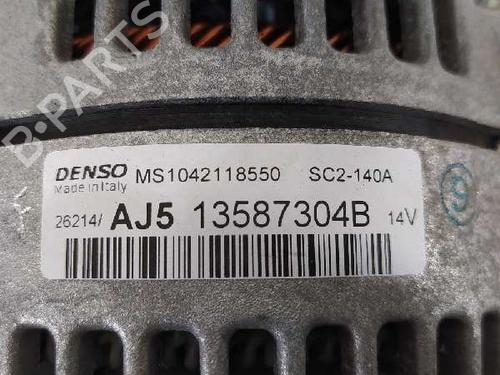 B-PARTS
DENSO MS1042118550 SC2-140A
Made in Italy
26214/ AJ5 13587304B 14V